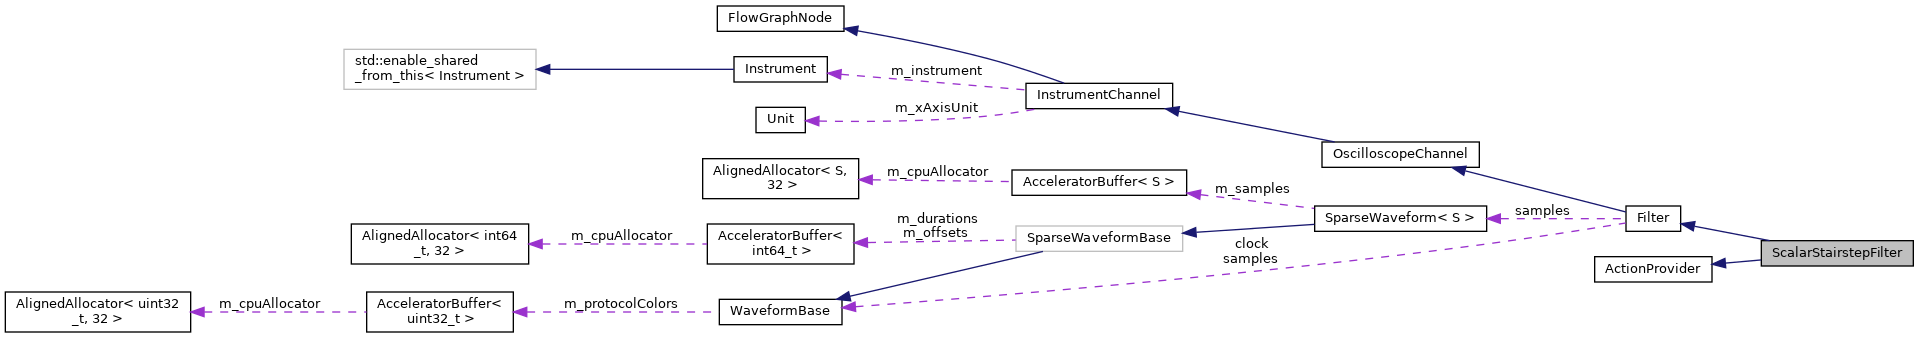 FlowGraphNode
std::enable_shared
_from_this< Instrument >
Instrument
m_instrument
InstrumentChannel
m_xAxisUnit
Unit
OscilloscopeChannel
AlignedAllocator< S,
32 >
m_cpuAllocator
AcceleratorBuffer< S >
m_samples
SparseWaveform< S >
samples
Filter
m_durations
m_offsets
AlignedAllocator< int64
_t, 32 >
m_cpuAllocator
AcceleratorBuffer<
int64_t >
SparseWaveformBase
clock
samples
ScalarStairstepFilter
ActionProvider
AlignedAllocator< uint32
_t, 32 >
m_cpuAllocator
AcceleratorBuffer<
uint32_t >
m_protocolColors
WaveformBase